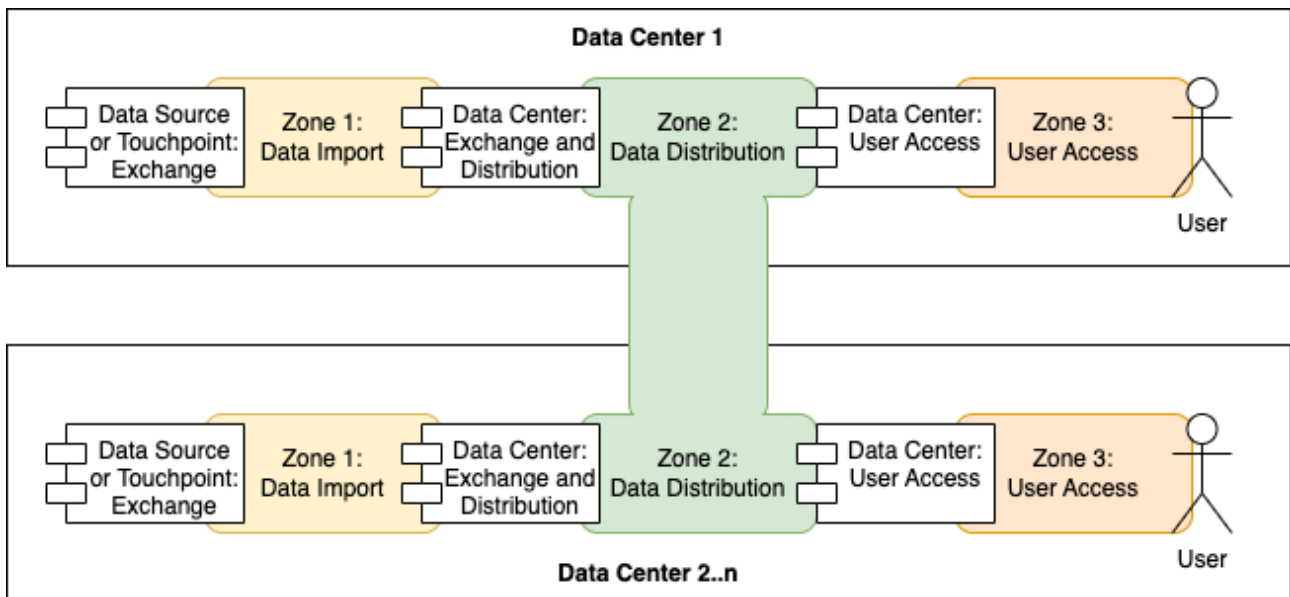 Data Center 1
Data Source
or Touchpoint:
Exchange
Zone 1:
Data Import
Data Center:
Exchange and
Distribution
Zone 2:
Data Distribution
Data Center:
User Access
Zone 3:
User Access
User
Data Source
or Touchpoint:
Exchange
Zone 1:
Data Import
Data Center:
Exchange and
Distribution
Zone 2:
Data Distribution
Data Center:
User Access
Zone 3:
User Access
User
Data Center 2..n